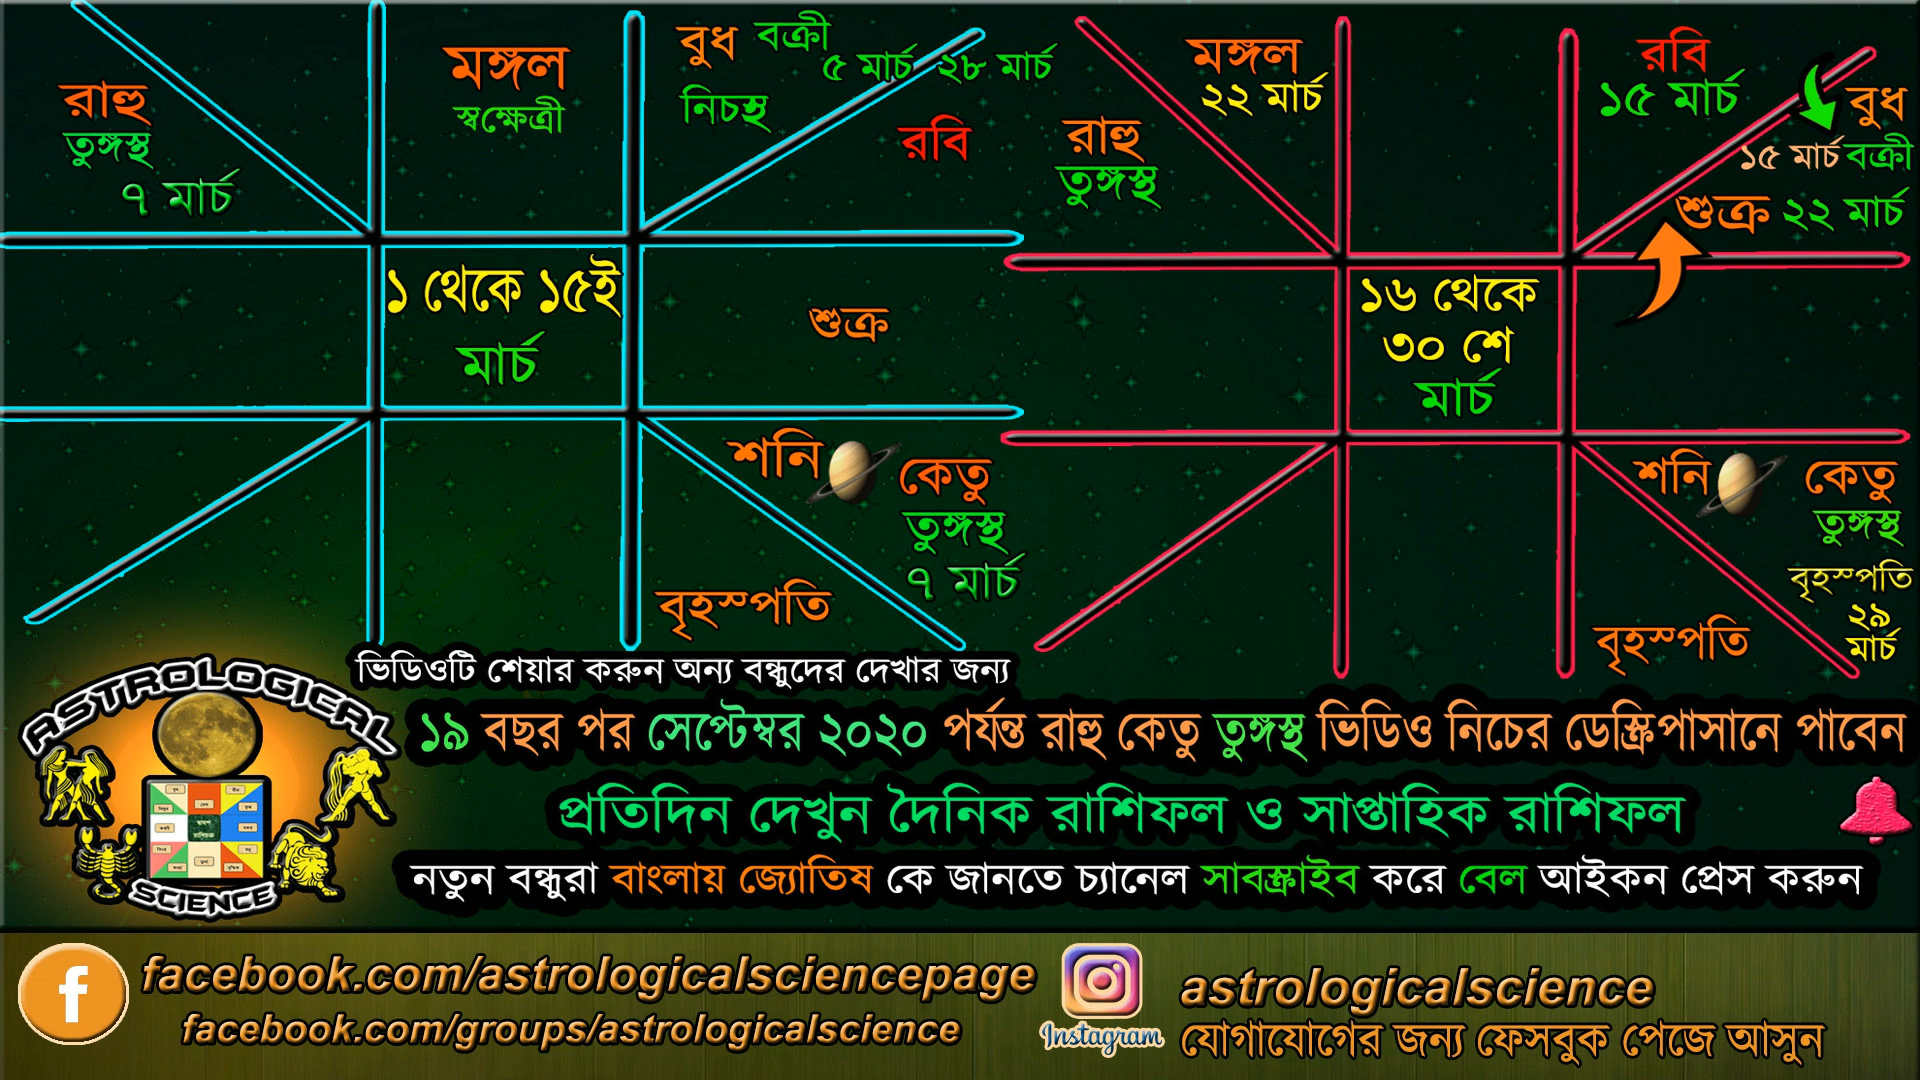 রাহু
তুঙ্গস্থ
৭ মার্চ
মঙ্গল
স্বক্ষেত্রী
বুধ বক্রী
৫ মার্চ ২৮ মার্চ
নিচস্থ
রবি
১ থেকে ১৫ই
মার্চ
শুক্র
শনি
কেতু
তুঙ্গস্থ
৭ মার্চ
বৃহস্পতি
মঙ্গল
২২ মার্চ
রাহু
তুঙ্গস্থ
রবি
১৫ মার্চ
বুধ
১৫ মার্চ বক্রী
শুক্র ২২ মার্চ
১৬ থেকে
৩০ শে
মার্চ
শনি
কেতু
তুঙ্গস্থ
বৃহস্পতি
২৯
মার্চ
বৃহস্পতি
ভিডিওটি শেয়ার করুন অন্য বন্ধুদের দেখার জন্য
১৯ বছর পর সেপ্টেম্বর ২০২০ পর্যন্ত রাহু কেতু তুঙ্গস্থ ভিডিও নিচের ডেস্ক্রিপাসানে পাবেন
প্রতিদিন দেখুন দৈনিক রাশিফল ও সাপ্তাহিক রাশিফল
নতুন বন্ধুরা বাংলায় জ্যোতিষ কে জানতে চ্যানেল সাবস্ক্রাইব করে বেল আইকন প্রেস করুন
ASTROLOGICAL
SCIENCE
facebook.com/astrologicalsciencepage
facebook.com/groups/astrologicalscience
Instagram
astrologicalscience
যোগাযোগের জন্য ফেসবুক পেজে আসুন